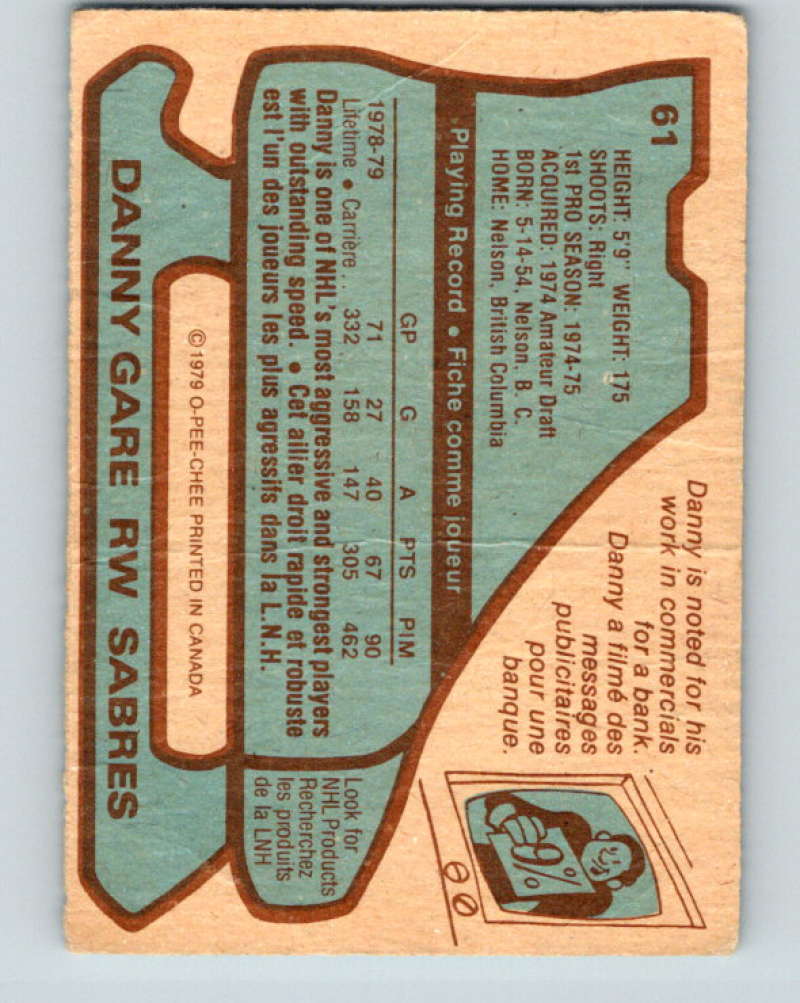 61
HEIGHT: 5'9" WEIGHT: 175
SHOOTS: Right
1st PRO SEASON: 1974-75
ACQUIRED: 1974 Amateur Draft
BORN: 5-14-54, Nelson, B. C.
HOME: Nelson, British Columbia
Playing Record • Fiche comme joueur
GP G A PTS PIM
1978-79 71 27 40 67 90
Lifetime • Carrière.. 332 158 147 305 462
Danny is one of NHL's most aggressive and strongest players
with outstanding speed. • Cet ailier droit rapide et robuste
est l'un des joueurs les plus agressifs dans la L.N.H.
Danny is noted for his
work in commercials
for a bank.
Danny a filmé des
messages
publicitaires
pour une
banque.
9%
Look for
NHL Products
Recherchez
les produits
de la LNH
© 1979 O-PEE-CHEE PRINTED IN CANADA
DANNY GARE RW SABRES